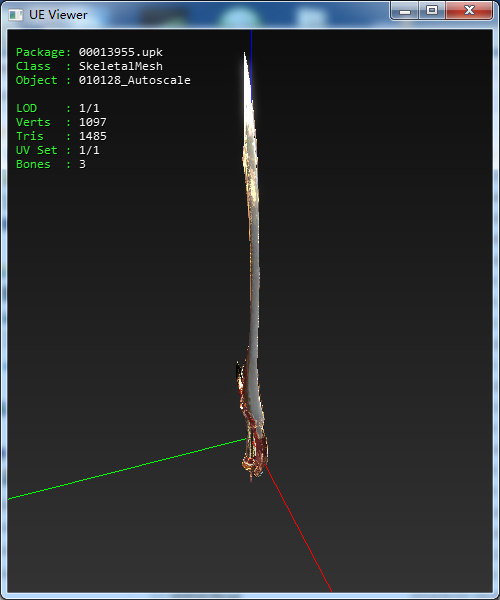 UE Viewer
Package: 00013955.upk
Class  : SkeletalMesh
Object : 010128_Autoscale
LOD    : 1/1
Verts  : 1097
Tris   : 1485
UV Set : 1/1
Bones  : 3